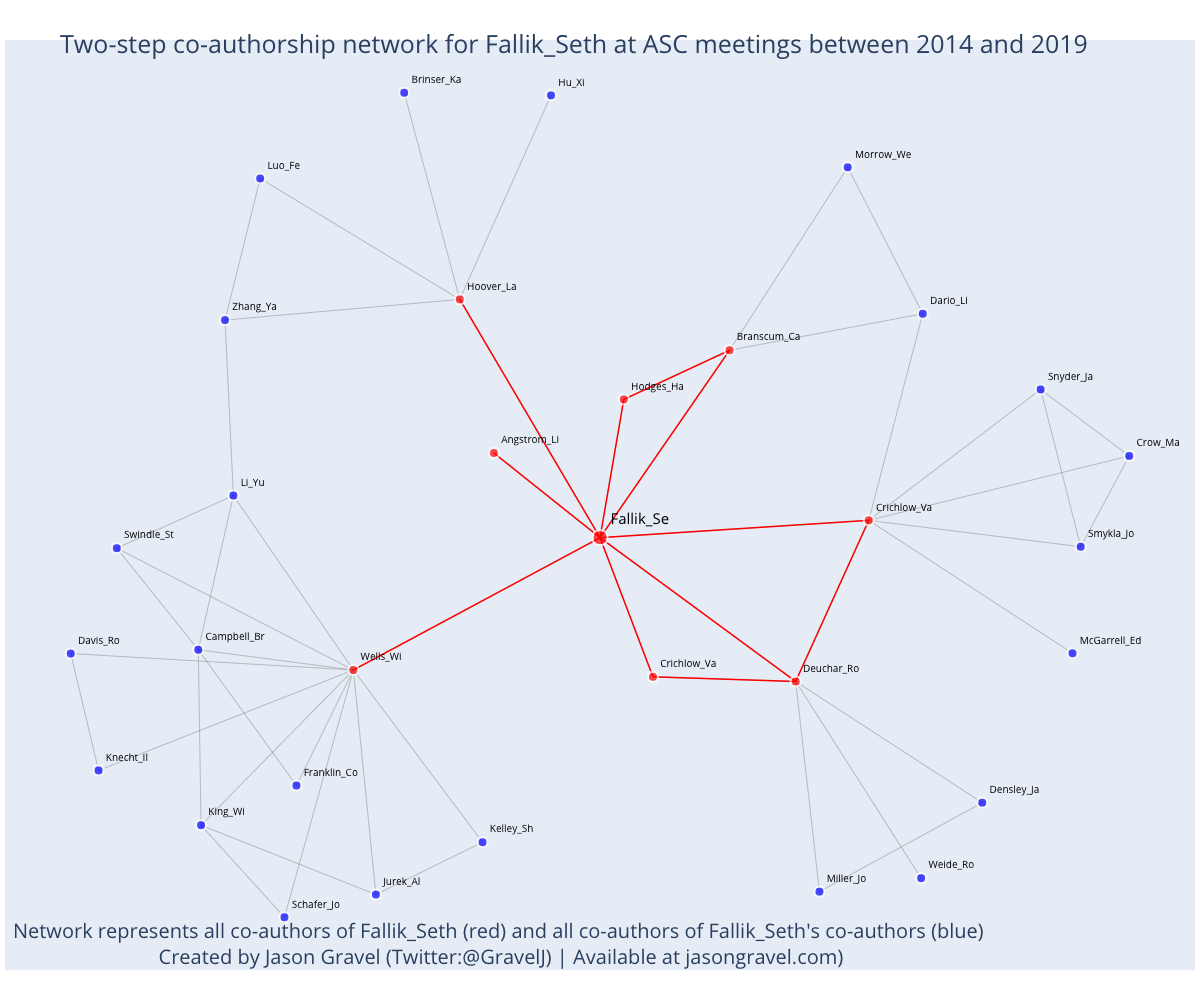 Two-step co-authorship network for Fallik_Seth at ASC meetings between 2014 and 2019
Brinser_Ka
Hu_Xi
Morrow_We
Luo_Fe
Hoover_La
Dario_Li
Zhang_Ya
Branscum_Ca
Snyder_Ja
Hodges_Ha
Angstrom_Li
Crow_Ma
Li_Yu
Crichlow_Va
Fallik_Se
Swindle_St
Smykla_Jo
Campbell_Br
Davis_Ro
McGarrell_Ed
Wells_Wi
Crichlow_Va
Deuchar_Ro
Knecht_Il
Franklin_Co
Densley_Ja
King_Wi
Kelley_Sh
Weide_Ro
Miller_Jo
Jurek_Al
Schafer_Jo
Network represents all co-authors of Fallik_Seth (red) and all co-authors of Fallik_Seth's co-authors (blue)
Created by Jason Gravel (Twitter:@GravelJ) | Available at jasongravel.com)